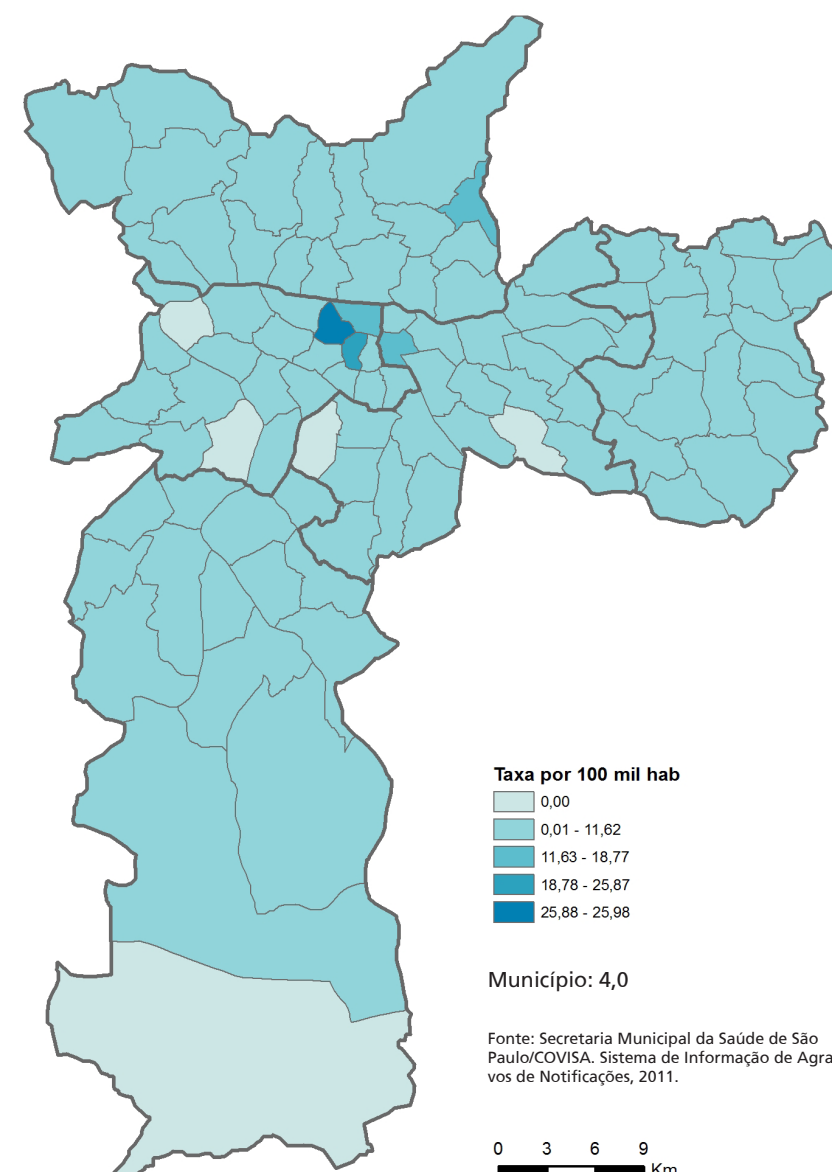 Taxa por 100 mil hab
0,00
0,01 - 11,62
11,63 - 18,77
18,78 - 25,87
25,88 - 25,98
Município: 4,0
Fonte: Secretaria Municipal da Saúde de São
Paulo/COVISA. Sistema de Informação de Agra
vos de Notificações, 2011.
0 3 6 9
Km